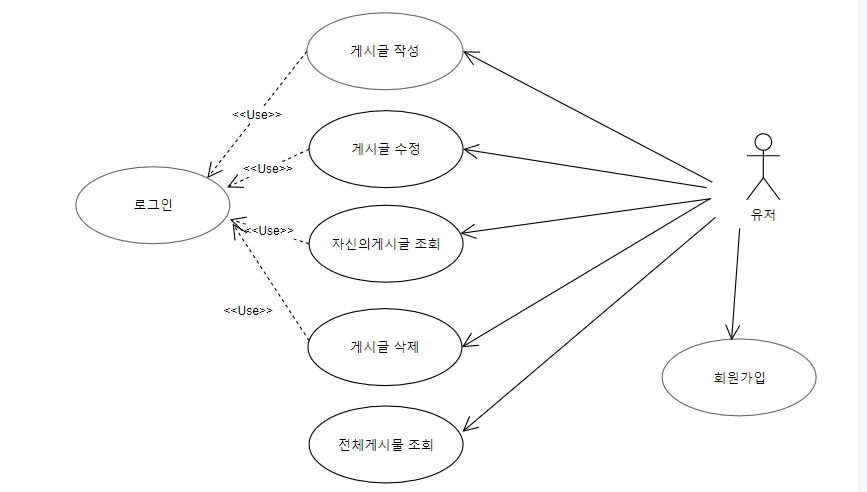 게시글 작성
<<Use>>
게시글 수정
<<Use>>
로그인
유저
<<Use>>
자신의게시글 조회
<<Use>>
게시글 삭제
회원가입
전체게시물 조회